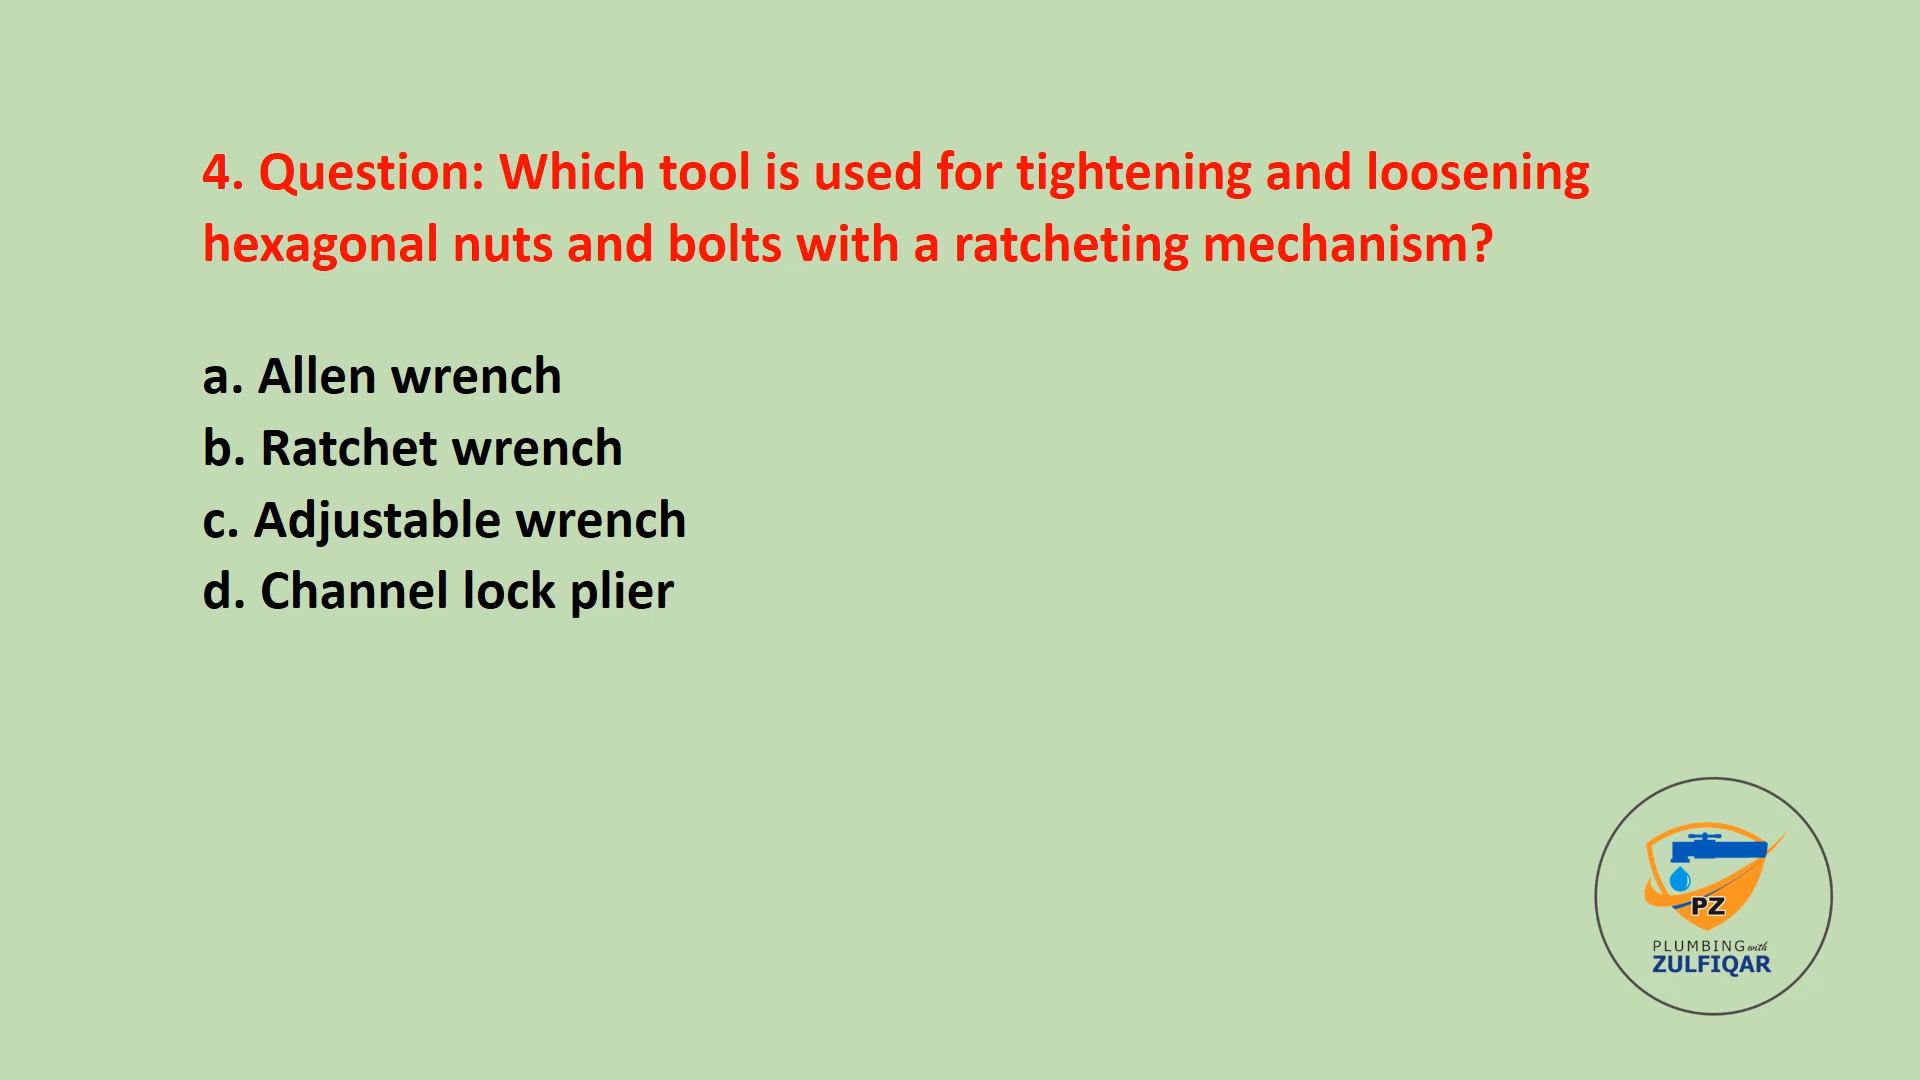 4. Question: Which tool is used for tightening and loosening
hexagonal nuts and bolts with a ratcheting mechanism?
a. Allen wrench
b. Ratchet wrench
c. Adjustable wrench
d. Channel lock plier
PZ
PLUMBING with
ZULFIQAR